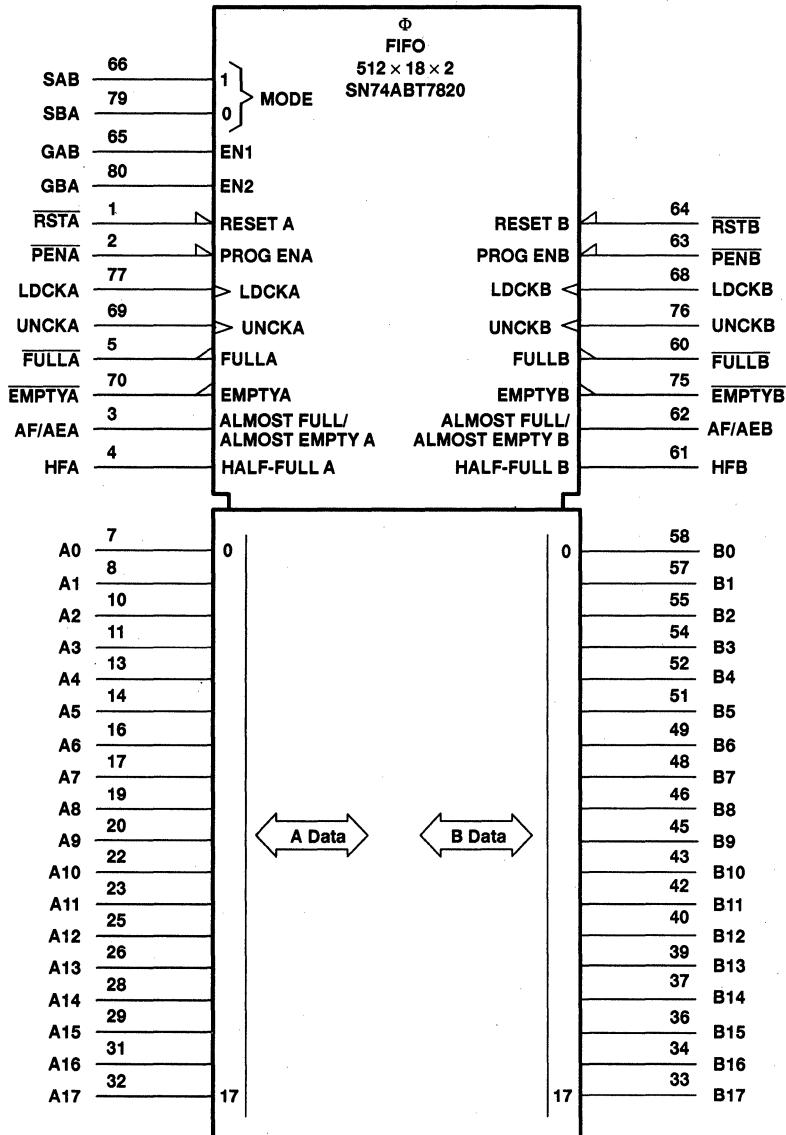 Φ
FIFO
512 × 18 × 2
SN74ABT7820
SAB 66 1 MODE
SBA 79 0
GAB 65 EN1
GBA 80 EN2
RSTA 1 RESET A RESET B 64 RSTB
PENA 2 PROG ENA PROG ENB 63 PENB
LDCKA 77 LDCKA LDCKB 68 LDCKB
UNCKA 69 UNCKA UNCKB 76 UNCKB
FULLA 5 FULLA FULLB 60 FULLB
EMPTYA 70 EMPTYA EMPTYB 75 EMPTYB
AF/AEA 3 ALMOST FULL/ ALMOST FULL/ 62 AF/AEB
ALMOST EMPTY A ALMOST EMPTY B
HFA 4 HALF-FULL A HALF-FULL B 61 HFB
A0 7 0 0 58 B0
A1 8 57 B1
A2 10 55 B2
A3 11 54 B3
A4 13 52 B4
A5 14 51 B5
A6 16 49 B6
A7 17 48 B7
A8 19 46 B8
A9 20 A Data B Data 45 B9
A10 22 43 B10
A11 23 42 B11
A12 25 40 B12
A13 26 39 B13
A14 28 37 B14
A15 29 36 B15
A16 31 34 B16
A17 32 17 17 33 B17